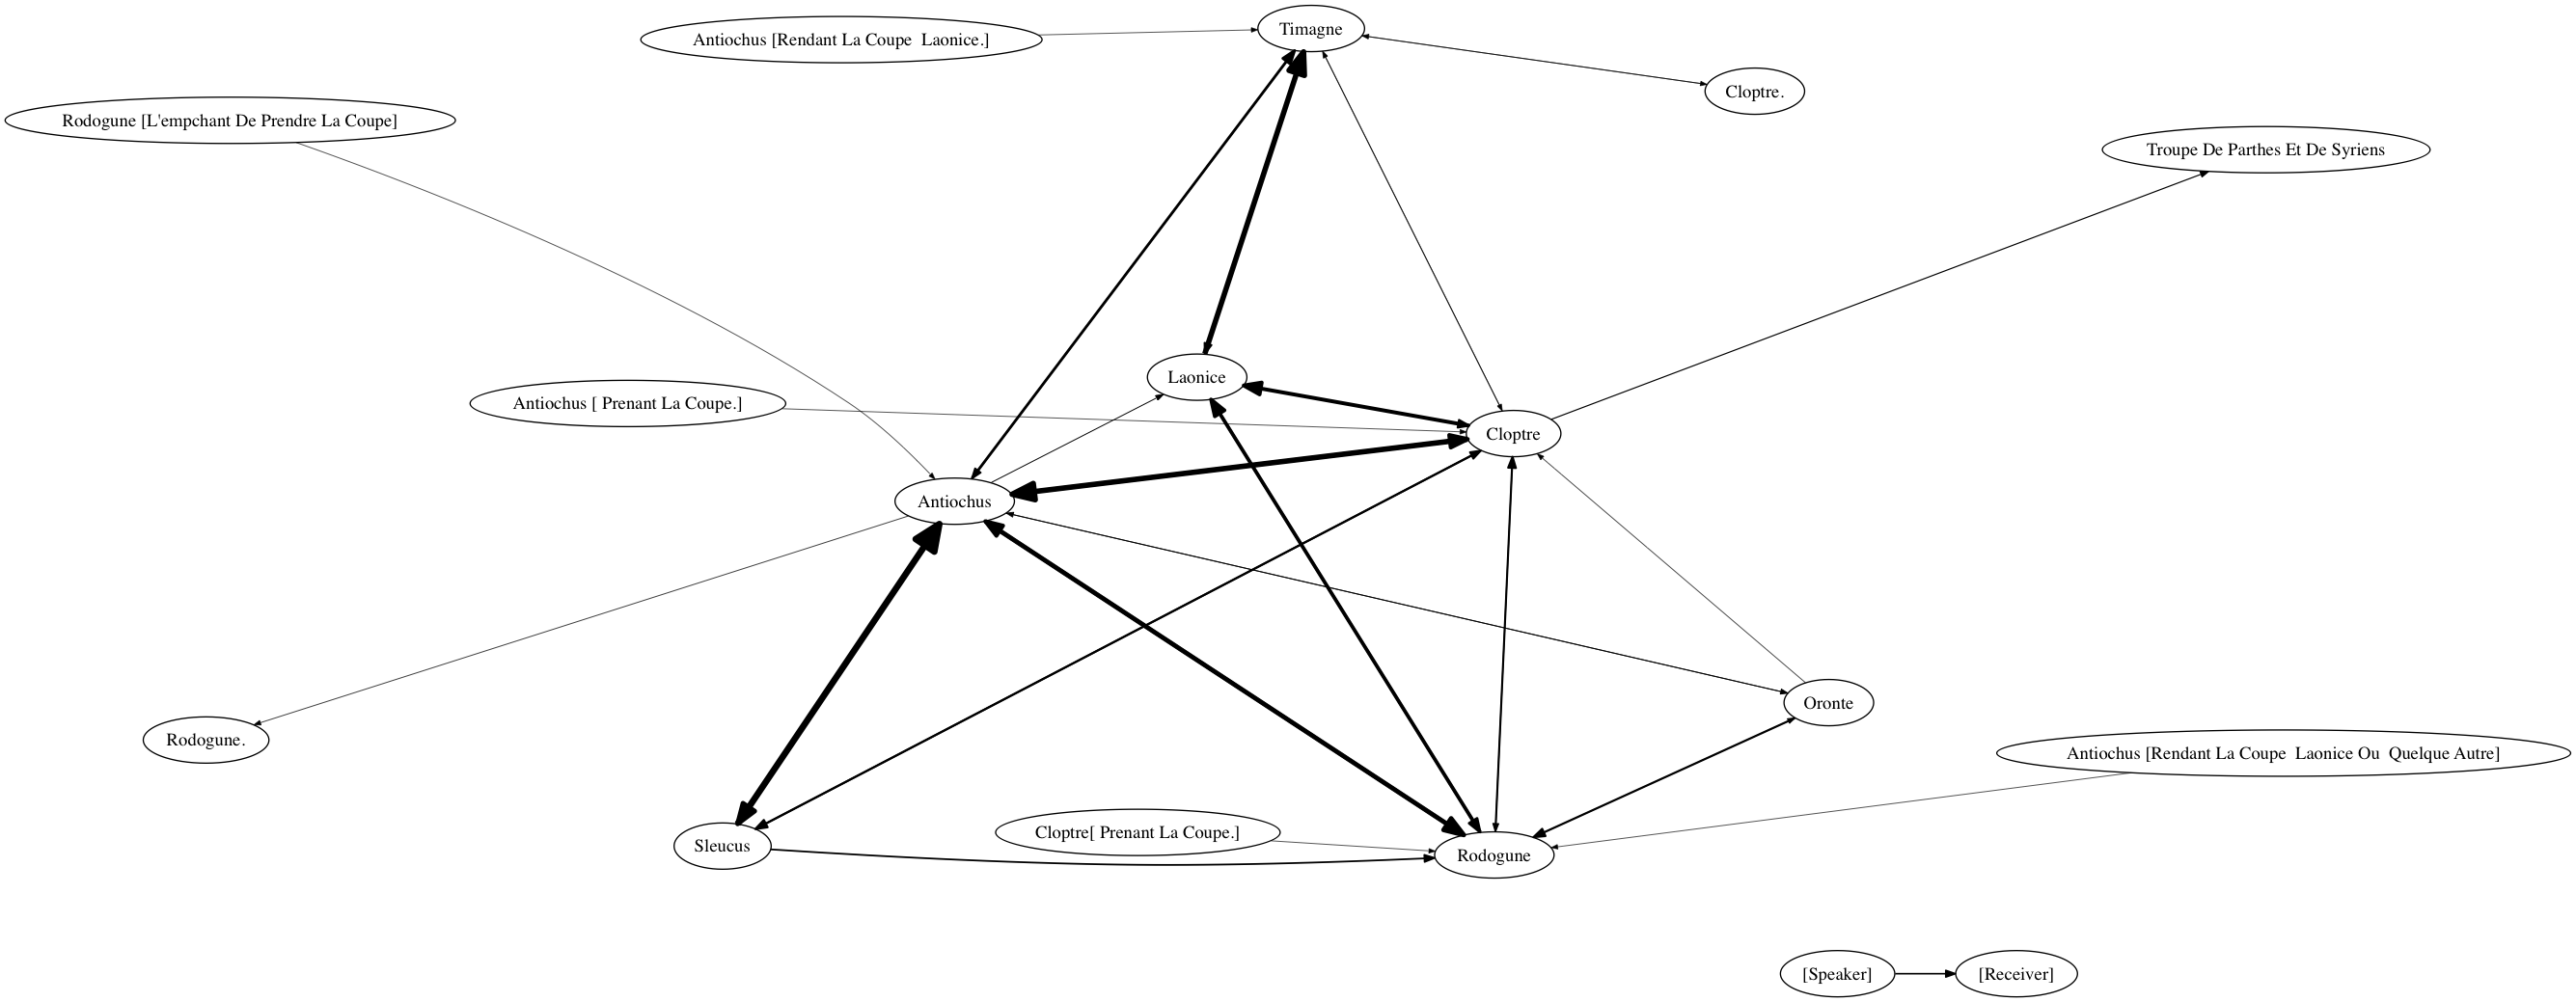 Timagne
Antiochus [Rendant La Coupe  Laonice.]
Cloptre.
Rodogune [L'empchant De Prendre La Coupe]
Troupe De Parthes Et De Syriens
Laonice
Antiochus [ Prenant La Coupe.]
Cloptre
Antiochus
Oronte
Rodogune.
Antiochus [Rendant La Coupe  Laonice Ou  Quelque Autre]
Cloptre[ Prenant La Coupe.]
Sleucus
Rodogune
[Speaker]
[Receiver]